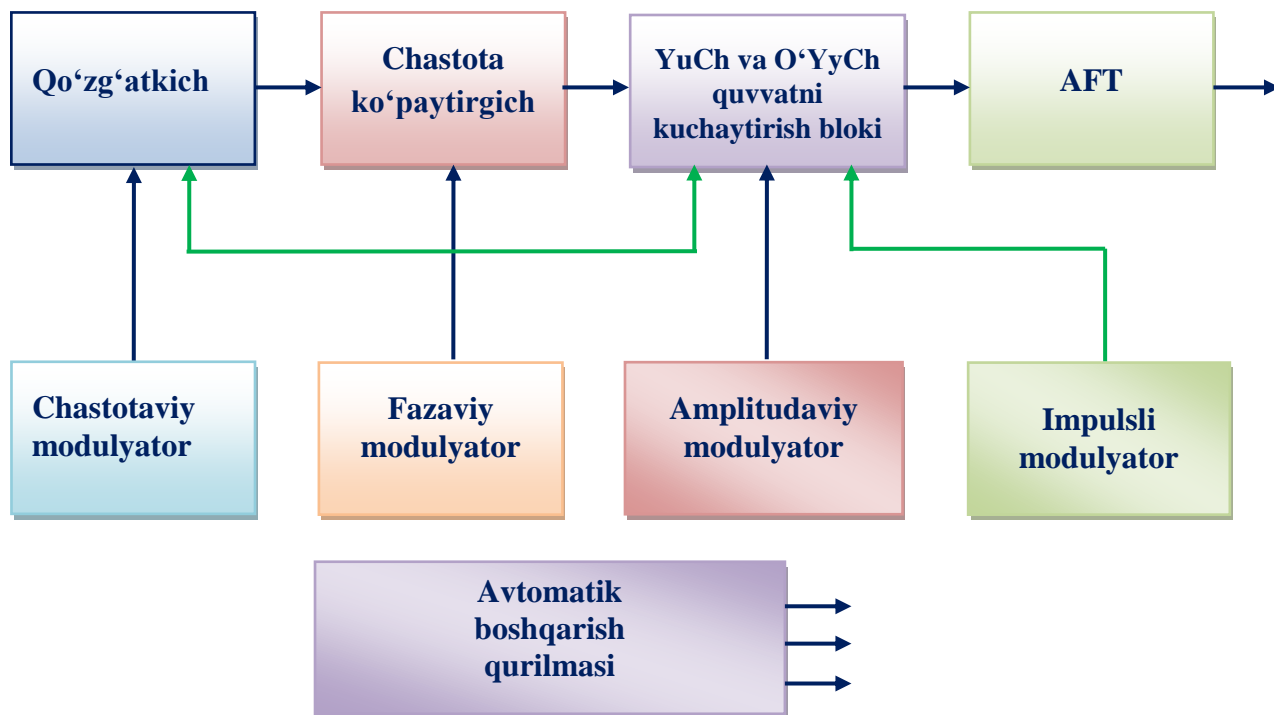 Qo‘zg‘atkich
Chastota
ko‘paytirgich
YuCh va O‘YyCh
quvvatni
kuchaytirish bloki
AFT
Chastotaviy
modulyator
Fazaviy
modulyator
Amplitudaviy
modulyator
Impulsli
modulyator
Avtomatik
boshqarish
qurilmasi